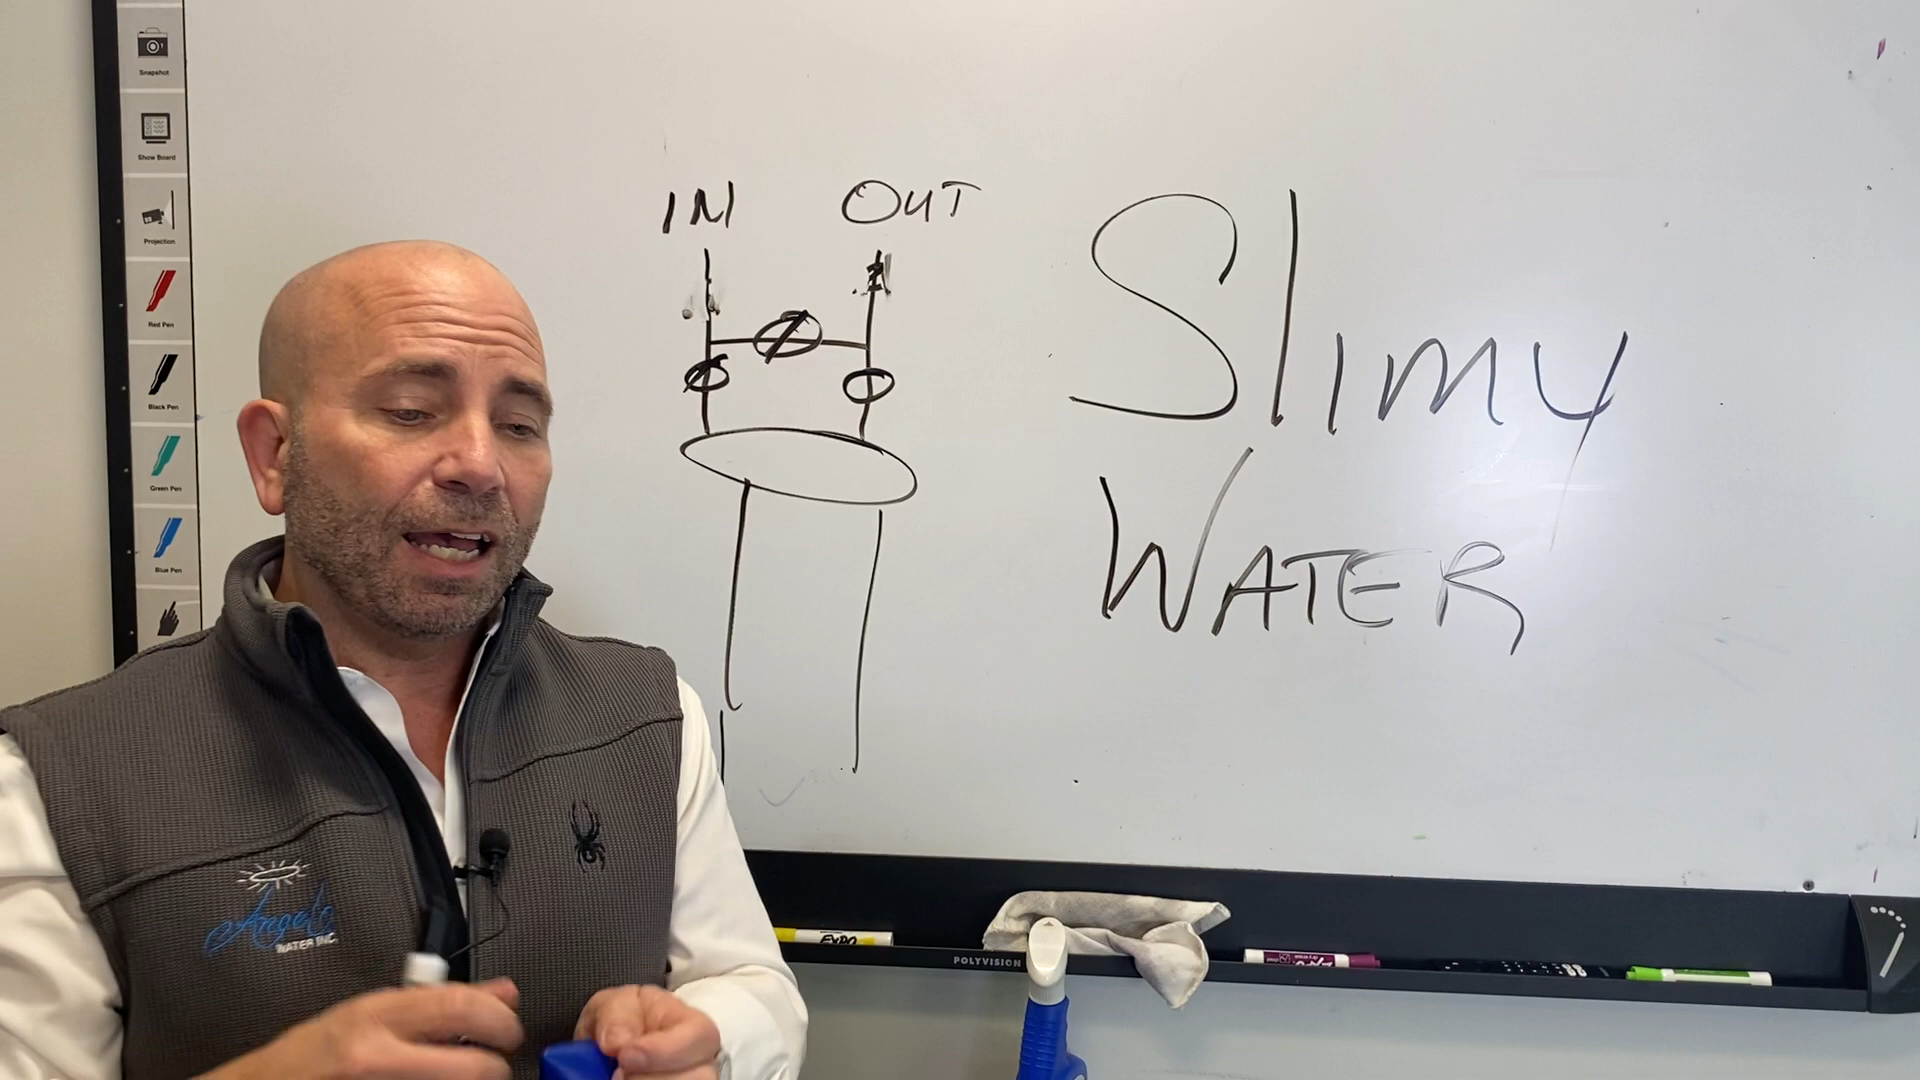 Snapshot
Show Board
Projection
Red Pen
Black Pen
Green Pen
Blue Pen
IN OUT
Slimy
WATER
Angel
WATER INC.
EXPO
POLYVISION